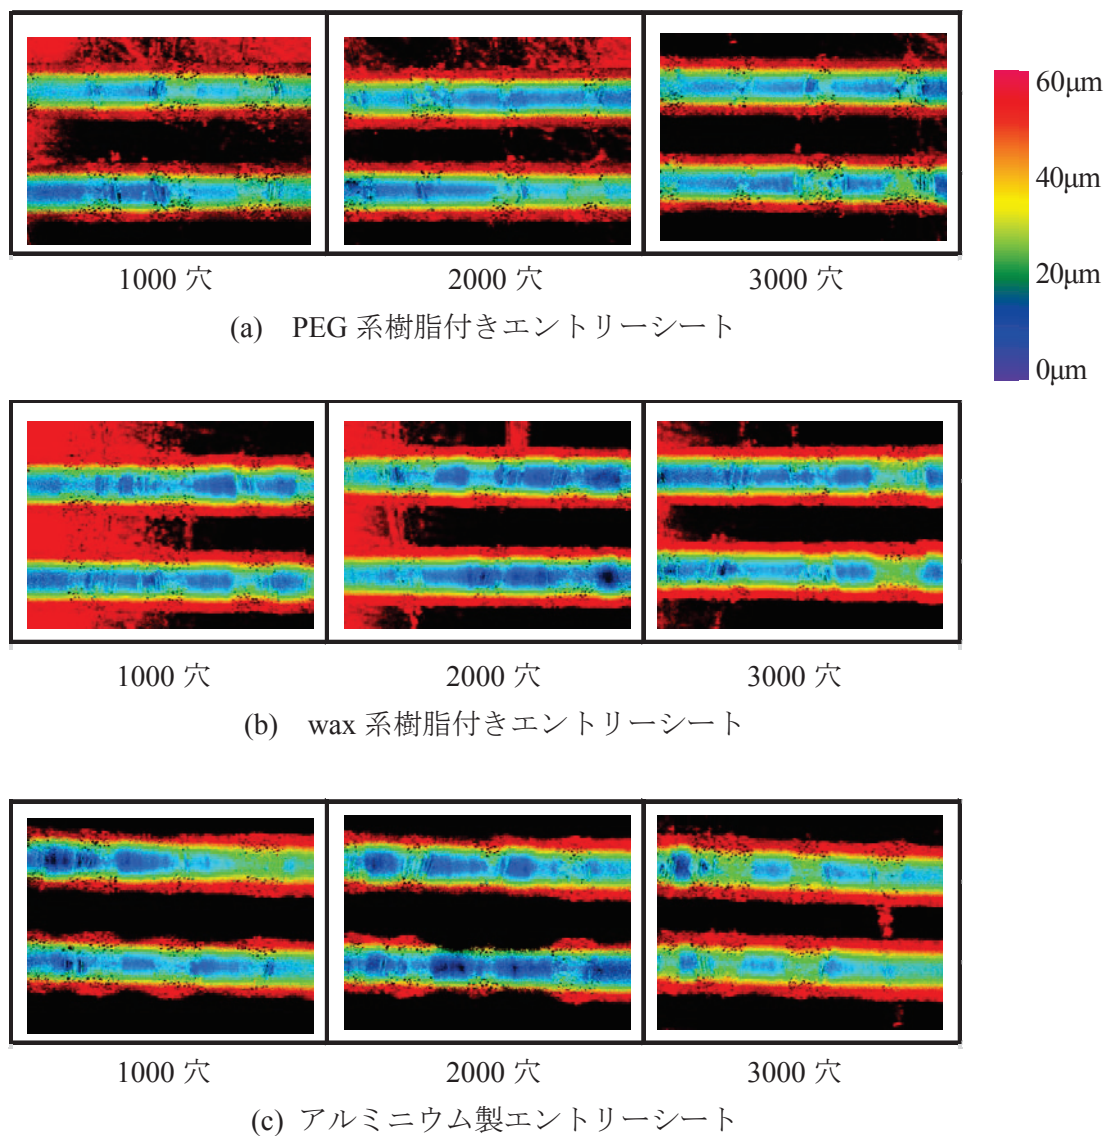 60μm
40μm
20μm
0μm
1000 穴 2000 穴 3000 穴
(a) PEG 系樹脂付きエントリーシート
1000 穴 2000 穴 3000 穴
(b) wax 系樹脂付きエントリーシート
1000 穴 2000 穴 3000 穴
(c) アルミニウム製エントリーシート